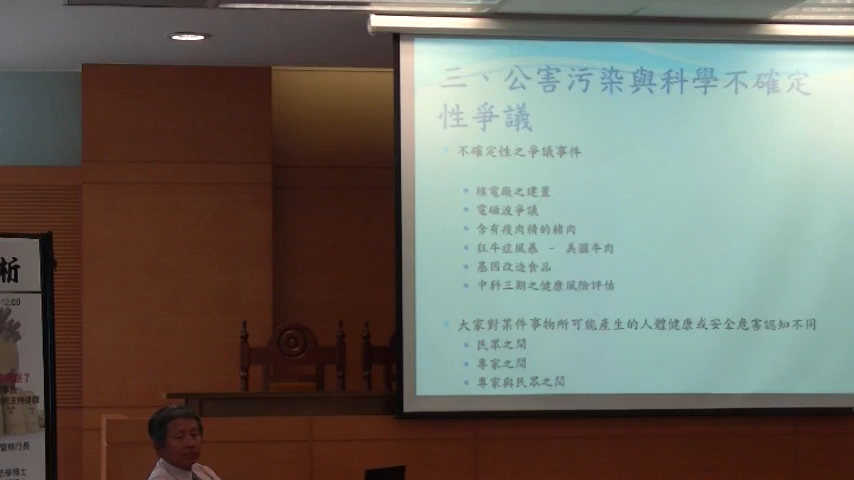 三、公害污染與科學不確定
性爭議
不確定性之爭議事件
核電廠之建置
電磁波爭議
含有瘦肉精的豬肉
狂牛症風暴 - 美國牛肉
基因改造食品
中科三期之健康風險評估
大家對某件事物所可能產生的人體健康或安全危害認知不同
民眾之間
專家之間
專家與民眾之間
析
12:00